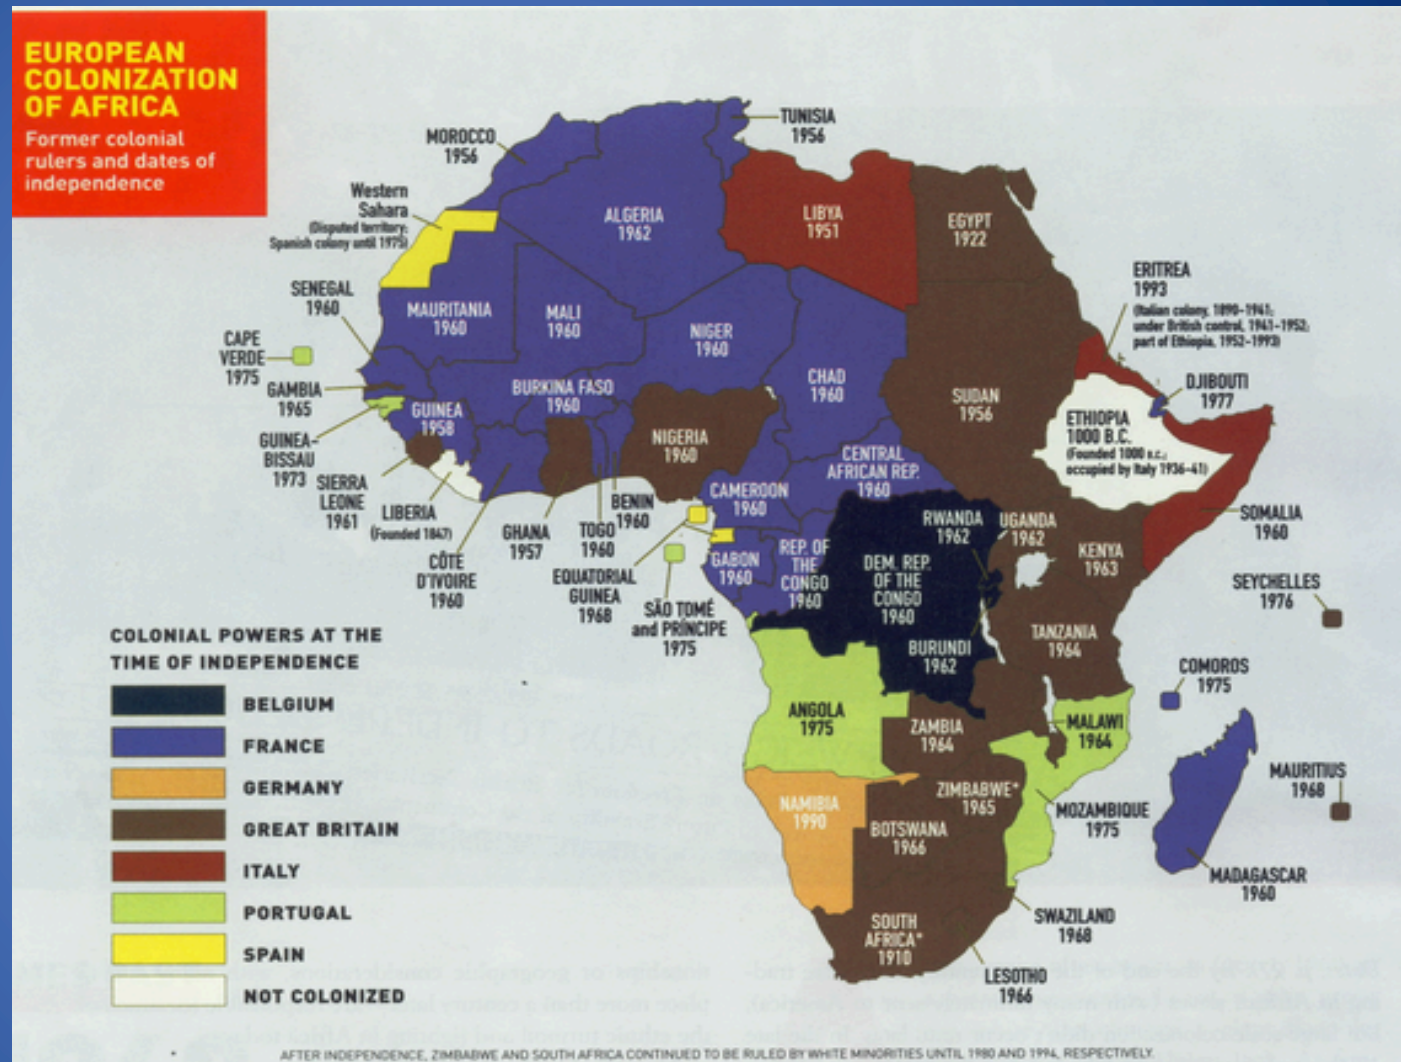 EUROPEAN
COLONIZATION
OF AFRICA
Former colonial
rulers and dates of
independence
MOROCCO
1956
TUNISIA
1956
Western
Sahara
(Disputed territory;
Spanish colony until 1975)
ALGERIA
1962
LIBYA
1951
EGYPT
1922
ERITREA
1993
(Italian colony, 1890–1941;
under British control, 1941–1952;
part of Ethiopia, 1952–1993)
SENEGAL
1960
MAURITANIA
1960
MALI
1960
NIGER
1960
CAPE
VERDE
1975
CHAD
1960
SUDAN
1956
DJIBOUTI
1977
GAMBIA
1965
BURKINA FASO
1960
GUINEA
1958
ETHIOPIA
1000 B.C.
(Founded 1000 B.C.;
occupied by Italy 1936–41)
GUINEA-
BISSAU
1973
NIGERIA
1960
CENTRAL
AFRICAN REP.
1960
SIERRA
LEONE
1961
LIBERIA
(Founded 1847)
CÔTE
D'IVOIRE
1960
GHANA
1957
TOGO
1960
BENIN
1960
CAMEROON
1960
EQUATORIAL
GUINEA
1968
SÃO TOMÉ
and PRÍNCIPE
1975
GABON
1960
REP. OF
THE
CONGO
1960
DEM. REP.
OF THE
CONGO
1960
RWANDA
1962
UGANDA
1962
KENYA
1963
SOMALIA
1960
SEYCHELLES
1976
BURUNDI
1962
TANZANIA
1964
COMOROS
1975
ANGOLA
1975
ZAMBIA
1964
MALAWI
1964
MAURITIUS
1968
NAMIBIA
1990
ZIMBABWE*
1965
BOTSWANA
1966
MOZAMBIQUE
1975
MADAGASCAR
1960
SOUTH
AFRICA*
1910
SWAZILAND
1968
LESOTHO
1966
COLONIAL POWERS AT THE
TIME OF INDEPENDENCE
BELGIUM
FRANCE
GERMANY
GREAT BRITAIN
ITALY
PORTUGAL
SPAIN
NOT COLONIZED
AFTER INDEPENDENCE, ZIMBABWE AND SOUTH AFRICA CONTINUED TO BE RULED BY WHITE MINORITIES UNTIL 1980 AND 1994, RESPECTIVELY.